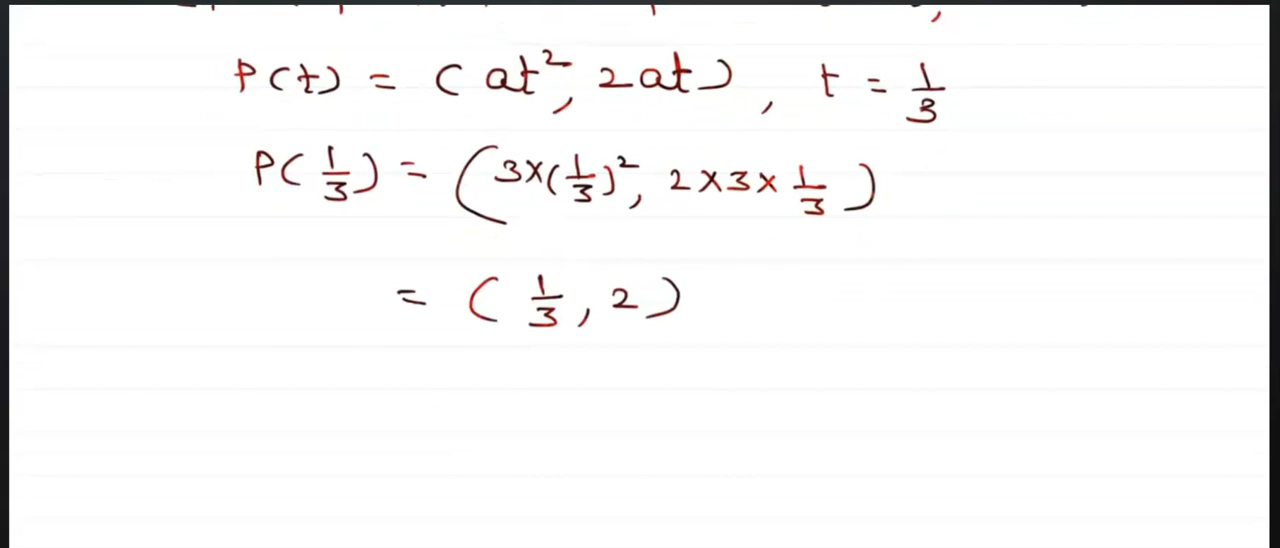 P(t) = (at², 2at), t = 1/3
P(1/3) = (3×(1/3)², 2×3×1/3)
= (1/3, 2)